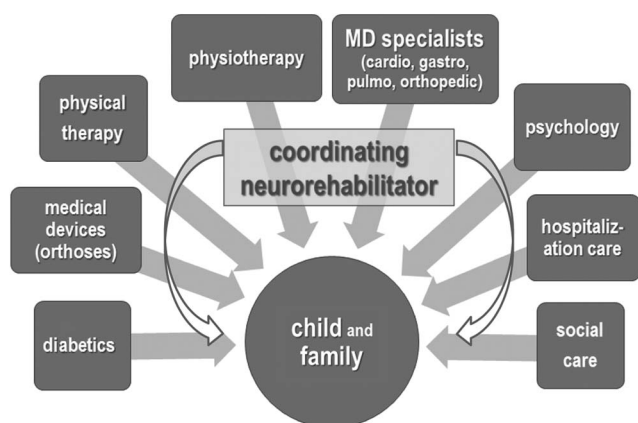 physiotherapy
MD specialists
(cardio, gastro,
pulmo, orthopedic)
physical
therapy
psychology
coordinating
neurorehabilitator
medical
devices
(orthoses)
hospitaliz-
ation care
child and
family
diabetics
social
care